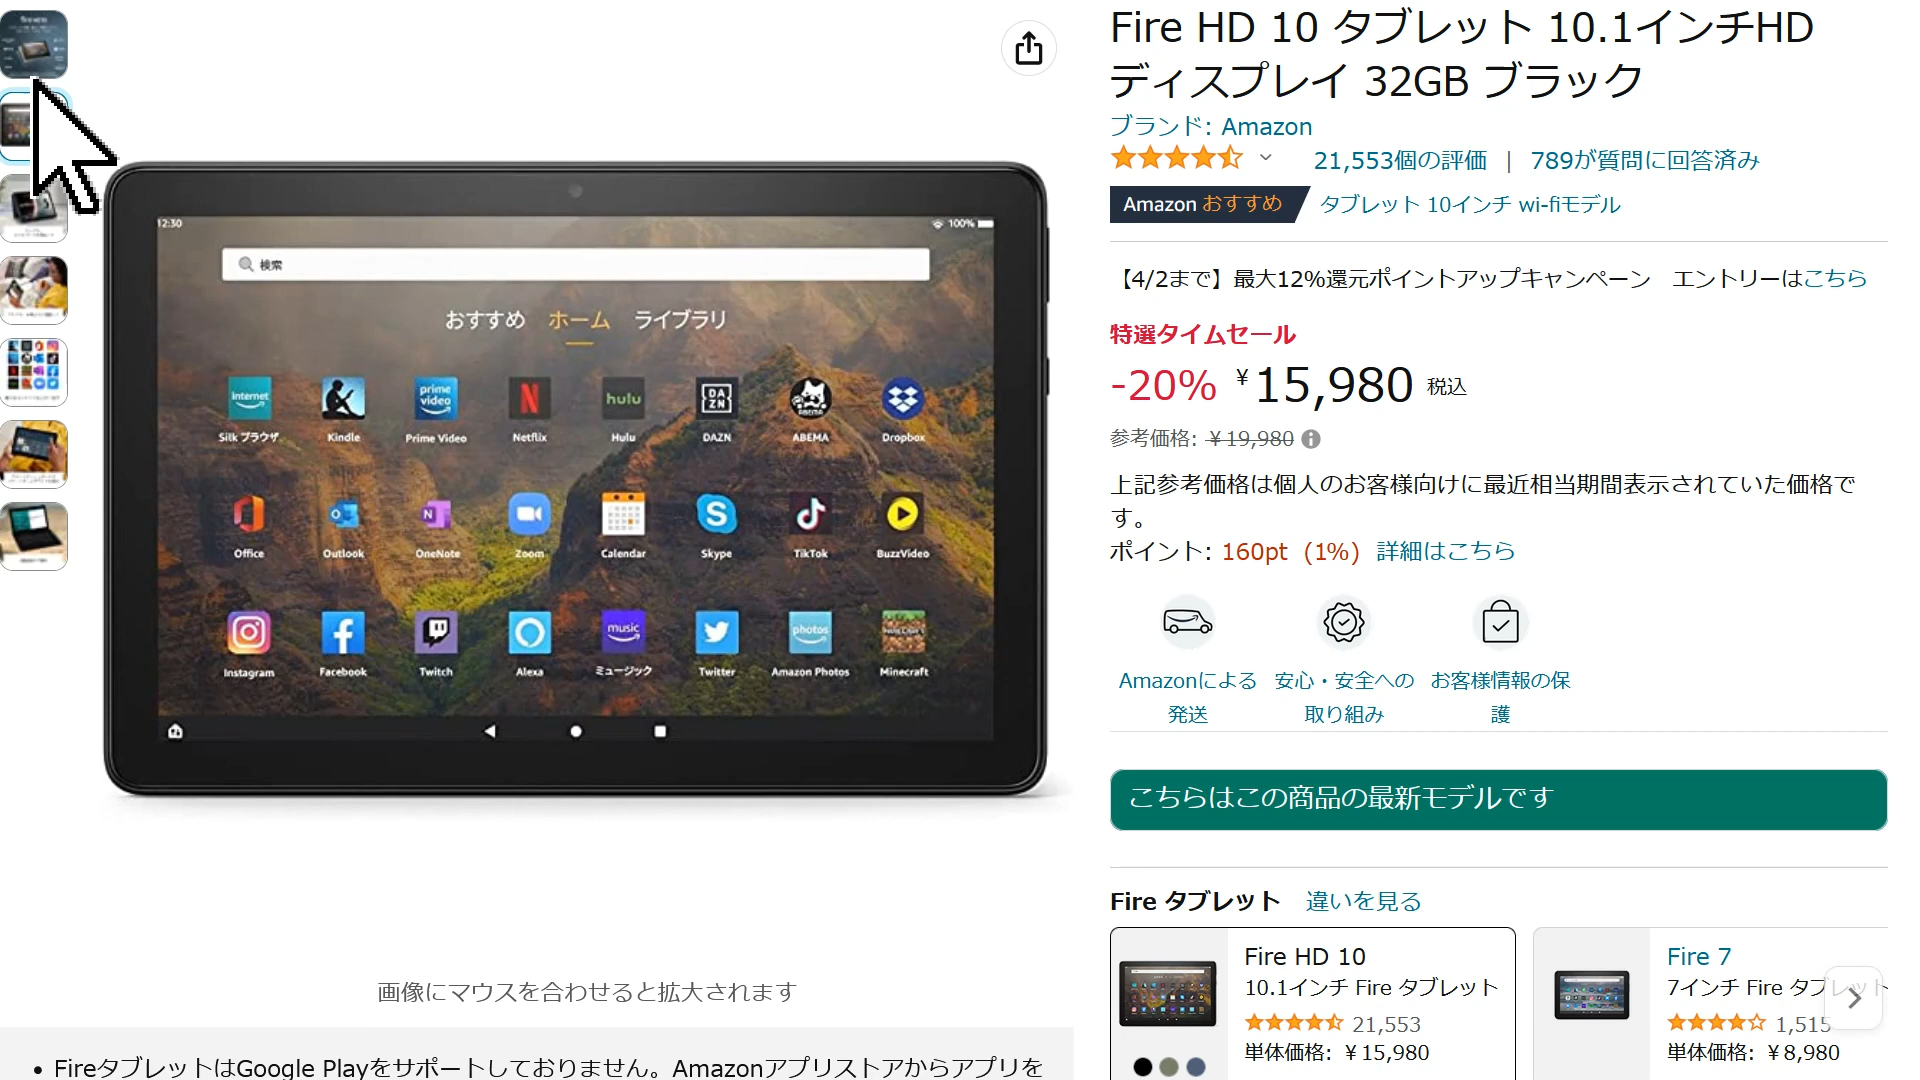 Fire HD 10 タブレット 10.1インチHD
ディスプレイ 32GB ブラック
ブランド: Amazon
21,553個の評価 | 789が質問に回答済み
Amazon おすすめ タブレット 10インチ wi-fiモデル
【4/2まで】最大12%還元ポイントアップキャンペーン エントリーはこちら
特選タイムセール
-20% ¥15,980 税込
参考価格: ¥19,980
上記参考価格は個人のお客様向けに最近相当期間表示されていた価格で
す。
ポイント: 160pt (1%) 詳細はこちら
Amazonによる
発送
安心・安全への
取り組み
お客様情報の保
護
こちらはこの商品の最新モデルです
Fire タブレット 違いを見る
Fire HD 10
10.1インチ Fire タブレット
21,553
単体価格: ¥15,980
Fire 7
7インチ Fire タブレット
1,515
単体価格: ¥8,980
12:30 100%
検索
おすすめ ホーム ライブラリ
internet prime video hulu DAZN ABEMA
Silk ブラウザ Kindle Prime Video Netflix Hulu DAZN ABEMA Dropbox
Office Outlook OneNote Zoom Calendar Skype TikTok BuzzVideo
music photos
Instagram Facebook Twitch Alexa ミュージック Twitter Amazon Photos Minecraft
画像にマウスを合わせると拡大されます
• FireタブレットはGoogle Playをサポートしておりません。Amazonアプリストアからアプリを